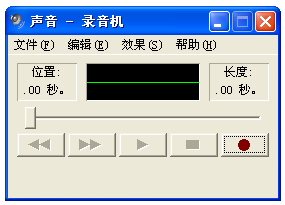 声音 - 录音机
文件(F) 编辑(E) 效果(S) 帮助(H)
位置:
.00 秒。
长度:
.00 秒。